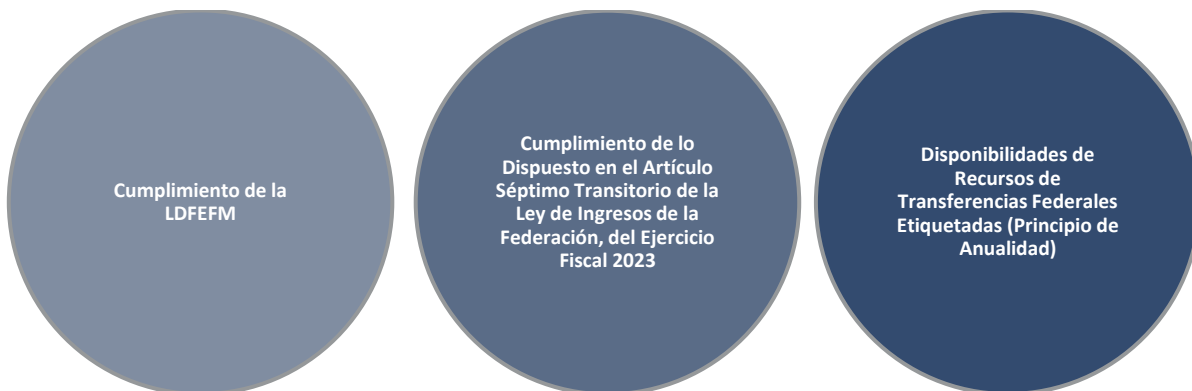 Cumplimiento de la
LDFEFM
Cumplimiento de lo
Dispuesto en el Artículo
Séptimo Transitorio de la
Ley de Ingresos de la
Federación, del Ejercicio
Fiscal 2023
Disponibilidades de
Recursos de
Transferencias Federales
Etiquetadas (Principio de
Anualidad)